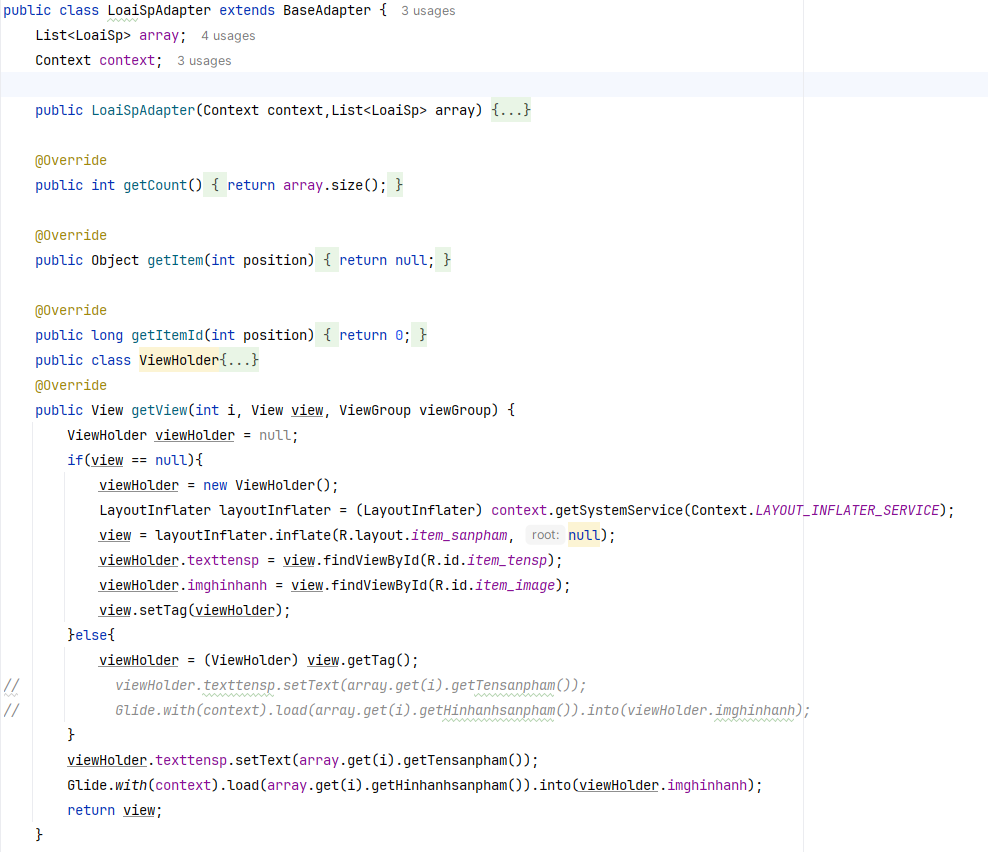 public class LoaiSpAdapter extends BaseAdapter {  3 usages
    List<LoaiSp> array;  4 usages
    Context context;  3 usages

    public LoaiSpAdapter(Context context,List<LoaiSp> array) {...}

    @Override
    public int getCount() { return array.size(); }

    @Override
    public Object getItem(int position) { return null; }

    @Override
    public long getItemId(int position) { return 0; }
    public class ViewHolder{...}
    @Override
    public View getView(int i, View view, ViewGroup viewGroup) {
        ViewHolder viewHolder = null;
        if(view == null){
            viewHolder = new ViewHolder();
            LayoutInflater layoutInflater = (LayoutInflater) context.getSystemService(Context.LAYOUT_INFLATER_SERVICE);
            view = layoutInflater.inflate(R.layout.item_sanpham, root: null);
            viewHolder.texttensp = view.findViewById(R.id.item_tensp);
            viewHolder.imghinhanh = view.findViewById(R.id.item_image);
            view.setTag(viewHolder);
        }else{
            viewHolder = (ViewHolder) view.getTag();
//            viewHolder.texttensp.setText(array.get(i).getTensanpham());
//            Glide.with(context).load(array.get(i).getHinhanhsanpham()).into(viewHolder.imghinhanh);
        }
        viewHolder.texttensp.setText(array.get(i).getTensanpham());
        Glide.with(context).load(array.get(i).getHinhanhsanpham()).into(viewHolder.imghinhanh);
        return view;
    }